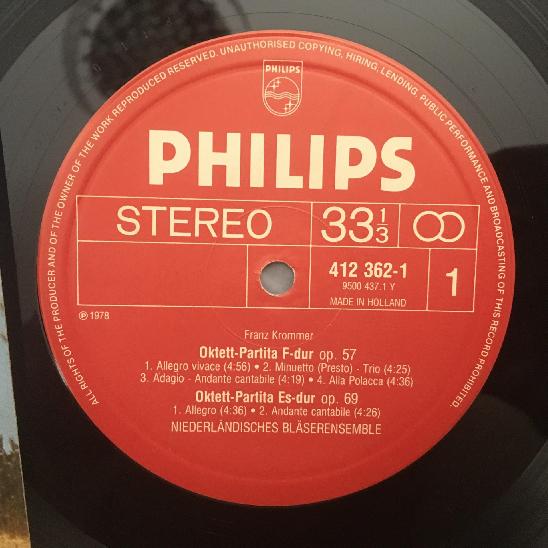 ALL RIGHTS OF THE PRODUCER AND OF THE OWNER OF THE WORK REPRODUCED RESERVED. UNAUTHORISED COPYING, HIRING, LENDING, PUBLIC PERFORMANCE AND BROADCASTING OF THIS RECORD PROHIBITED.
PHILIPS
PHILIPS
STEREO 33 1/3
412 362-1 1
9500 437.1 Y
MADE IN HOLLAND
℗ 1978
Franz Krommer
Oktett-Partita F-dur op. 57
1. Allegro vivace (4:56) • 2. Minuetto (Presto) - Trio (4:25)
3. Adagio - Andante cantabile (4:19) • 4. Alla Polacca (4:36)
Oktett-Partita Es-dur op. 69
1. Allegro (4:36) • 2. Andante cantabile (4:26)
NIEDERLÄNDISCHES BLÄSERENSEMBLE